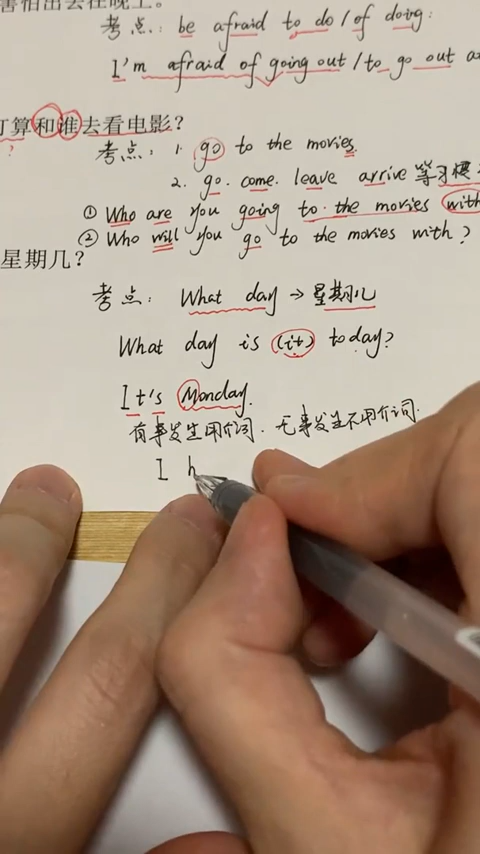 害怕出去在晚上。
考点: be afraid to do / of doing:
I'm afraid of going out / to go out
打算和谁去看电影?
?
考点: 1. go to the movies.
2. go. come. leave arrive 等习惯
① Who are you going to the movies with
② Who will you go to the movies with?
星期几?
考点: What day → 星期几
What day is (it) today?
It's Monday.
有事发生用介词. 无事发生不用介词.
I h